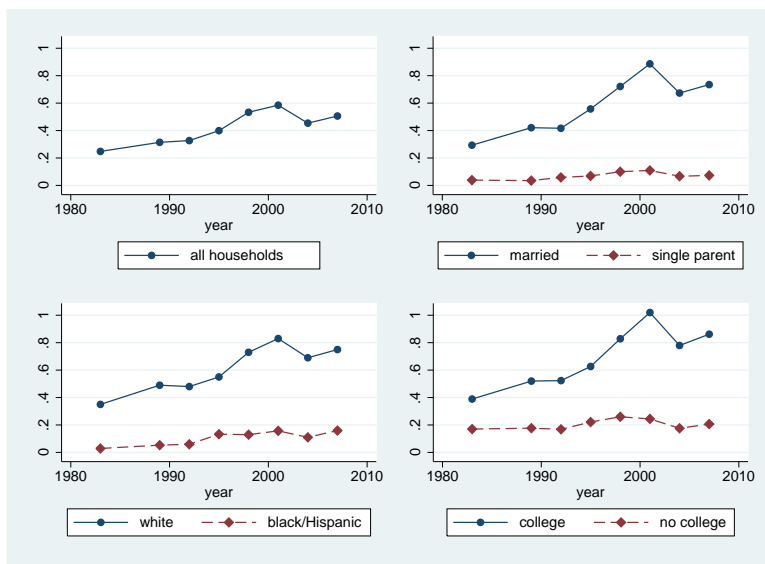 1
.8
.6
.4
.2
0
1980 1990 2000 2010
year
all households
1
.8
.6
.4
.2
0
1980 1990 2000 2010
year
married single parent
1
.8
.6
.4
.2
0
1980 1990 2000 2010
year
white black/Hispanic
1
.8
.6
.4
.2
0
1980 1990 2000 2010
year
college no college